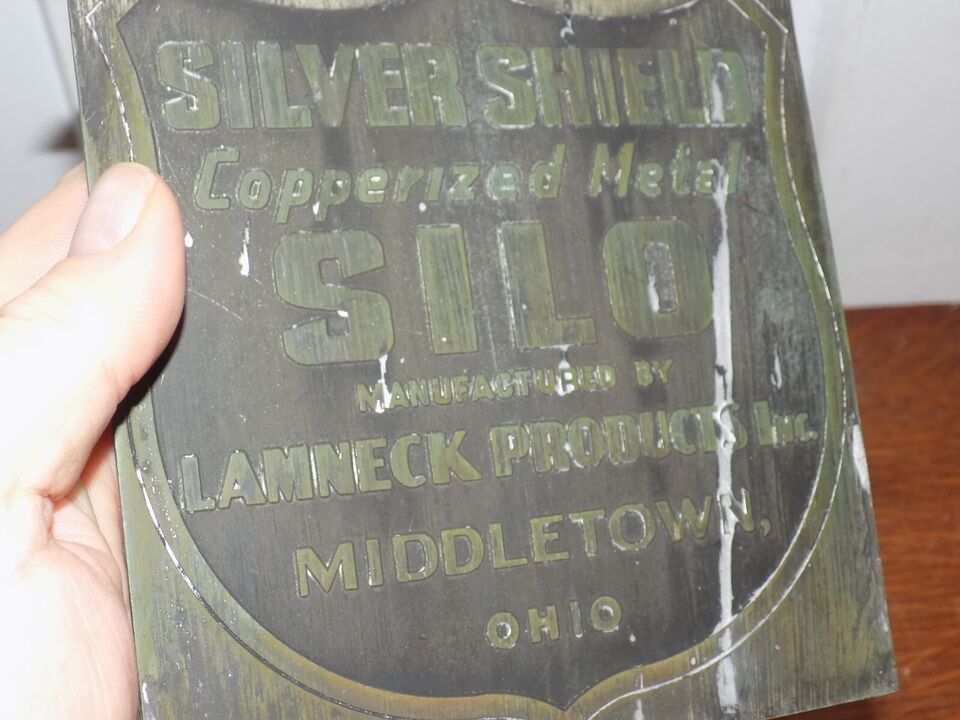 SILVER SHIELD
Copperized Metal
SILO
MANUFACTURED BY
LAMNECK PRODUCTS INC.
MIDDLETOWN,
OHIO